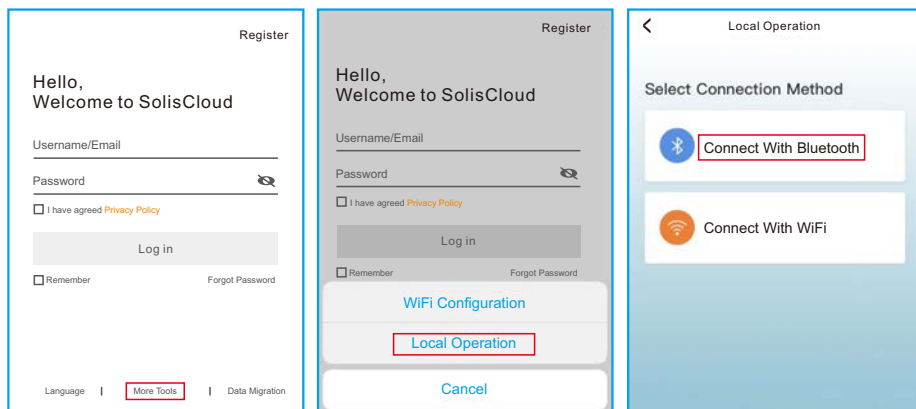 Register
Hello,
Welcome to SolisCloud
Username/Email
Password
I have agreed Privacy Policy
Log in
Remember Forgot Password
Language | More Tools | Data Migration
Register
Hello,
Welcome to SolisCloud
Username/Email
Password
I have agreed Privacy Policy
Log in
Remember Forgot Password
WiFi Configuration
Local Operation
Cancel
Local Operation
Select Connection Method
Connect With Bluetooth
Connect With WiFi